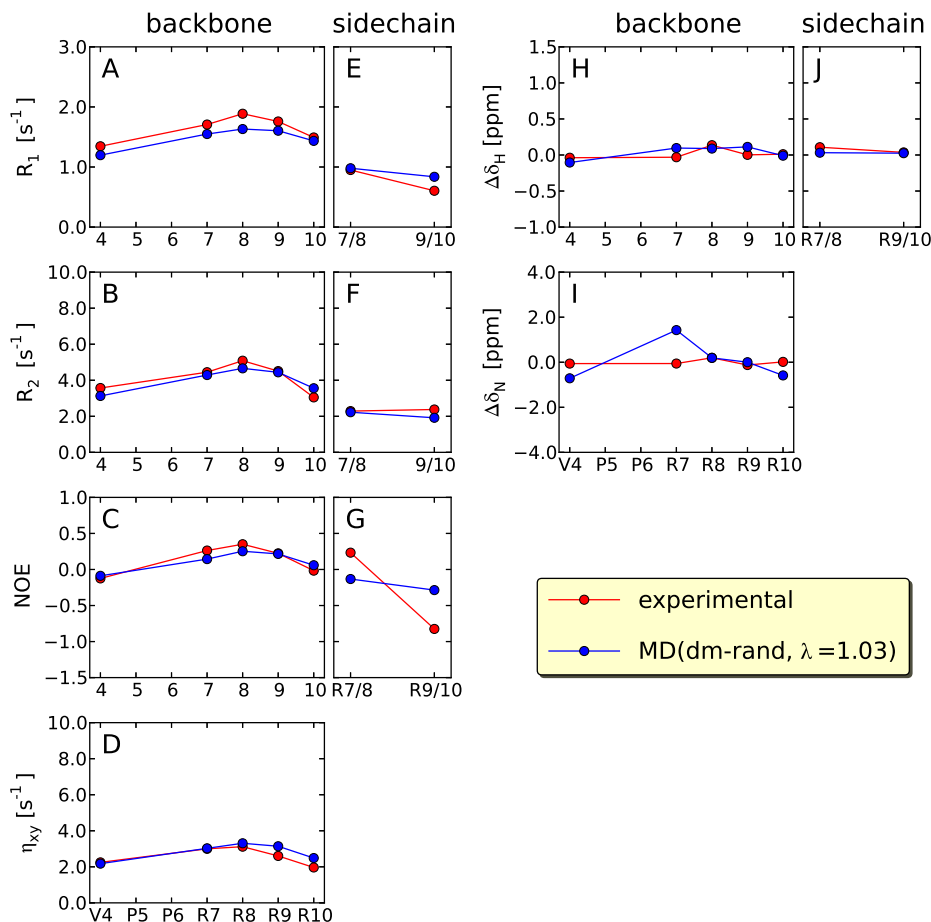 backbone
sidechain
backbone
sidechain
A
R1 [s-1]
3.0
2.0
1.0
0.0
4 5 6 7 8 9 10
E
7/8 9/10
H
ΔδH [ppm]
1.5
1.0
0.5
0.0
−0.5
−1.0
4 5 6 7 8 9 10
J
R7/8 R9/10
B
R2 [s-1]
10.0
8.0
6.0
4.0
2.0
0.0
4 5 6 7 8 9 10
F
7/8 9/10
I
ΔδN [ppm]
4.0
2.0
0.0
−2.0
−4.0
V4 P5 P6 R7 R8 R9 R10
C
NOE
1.0
0.5
0.0
−0.5
−1.0
−1.5
4 5 6 7 8 9 10
G
R7/8 R9/10
experimental
MD(dm-rand, λ=1.03)
D
ηxy [s-1]
10.0
8.0
6.0
4.0
2.0
0.0
V4 P5 P6 R7 R8 R9 R10